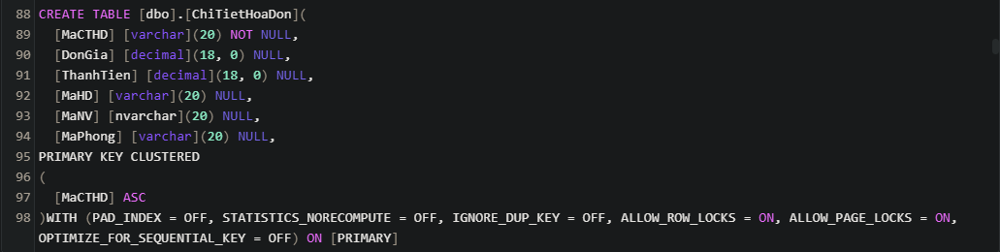 88 CREATE TABLE [dbo].[ChiTietHoaDon](
89 [MaCTHD] [varchar](20) NOT NULL,
90 [DonGia] [decimal](18, 0) NULL,
91 [ThanhTien] [decimal](18, 0) NULL,
92 [MaHD] [varchar](20) NULL,
93 [MaNV] [nvarchar](20) NULL,
94 [MaPhong] [varchar](20) NULL,
95 PRIMARY KEY CLUSTERED
96 (
97 [MaCTHD] ASC
98 )WITH (PAD_INDEX = OFF, STATISTICS_NORECOMPUTE = OFF, IGNORE_DUP_KEY = OFF, ALLOW_ROW_LOCKS = ON, ALLOW_PAGE_LOCKS = ON,
OPTIMIZE_FOR_SEQUENTIAL_KEY = OFF) ON [PRIMARY]